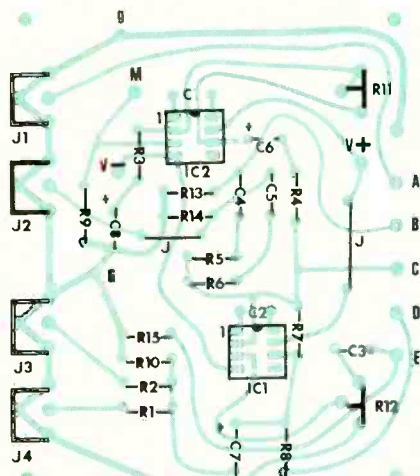 g
M
C
R11
1
J1
+
C6
V+
R3
V-
IC2
A
R13
C4
C5
R4
J2
+
R14
R9
C8
B
J
J
G
R5
C
R6
C2
D
1
R7
J3
R15
C3
E
R10
R2
IC1
R12
R1
J4
C7
R8